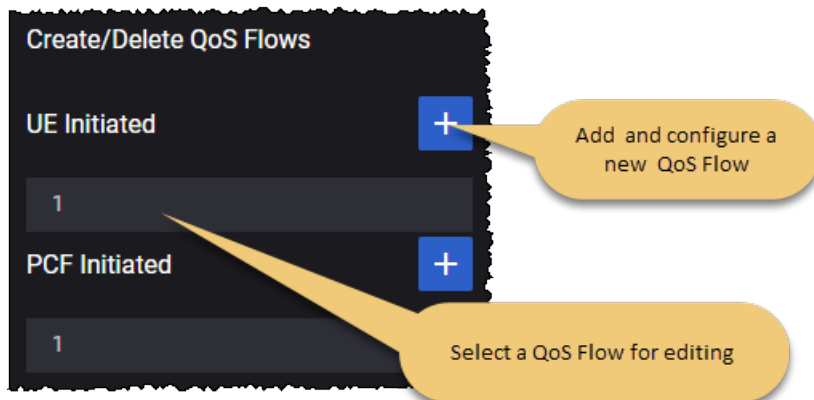 Create/Delete QoS Flows
UE Initiated
+
Add and configure a
new QoS Flow
1
PCF Initiated
+
1
Select a QoS Flow for editing